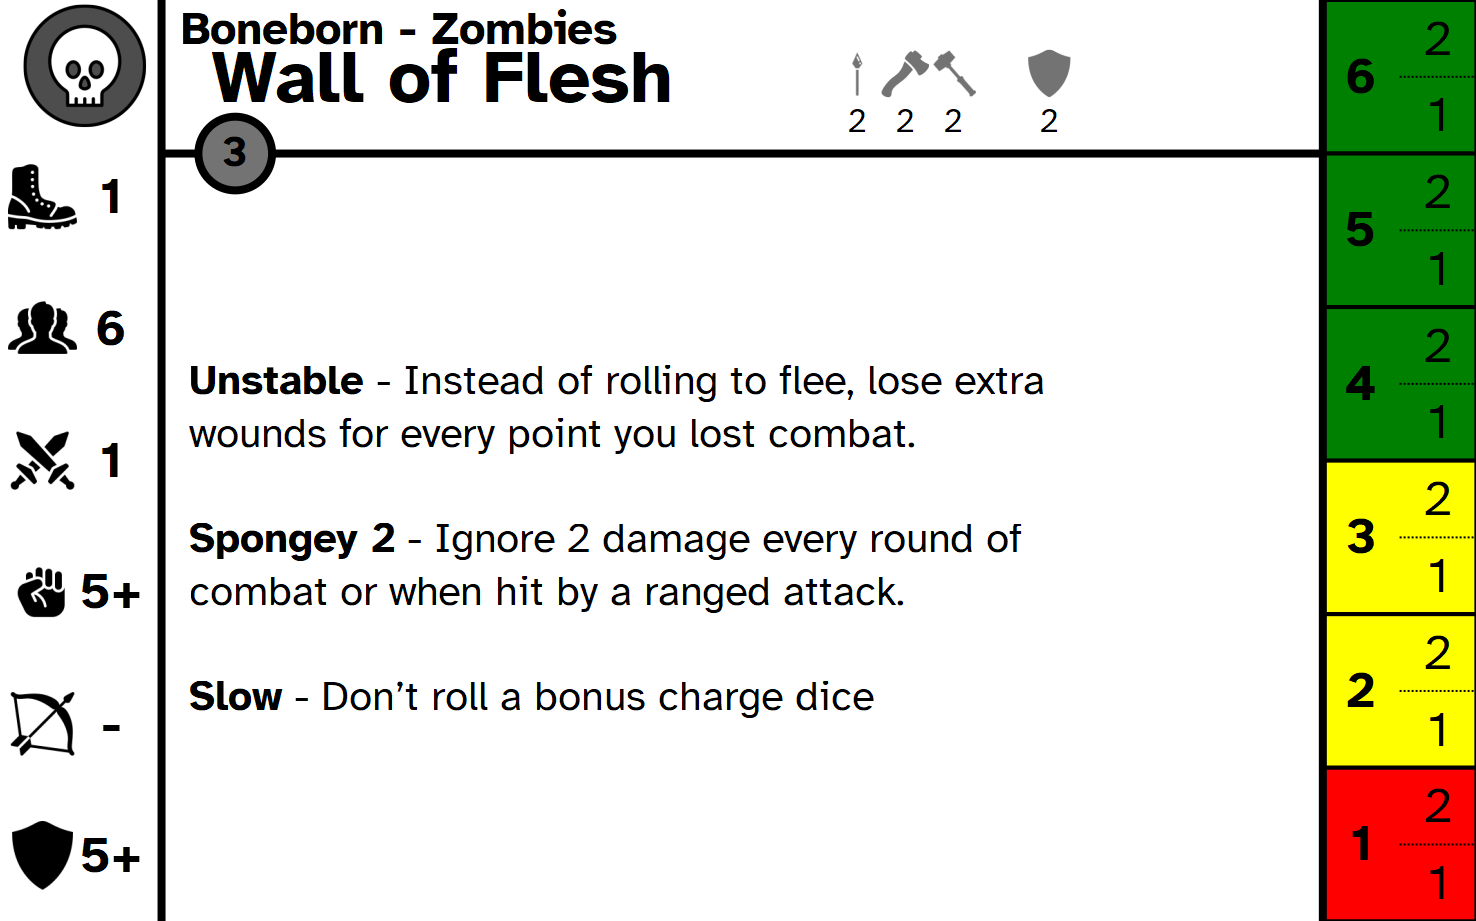 Boneborn - Zombies
Wall of Flesh
2 2 2 2
3
1
6
1
5+
-
5+
Unstable - Instead of rolling to flee, lose extra
wounds for every point you lost combat.
Spongey 2 - Ignore 2 damage every round of
combat or when hit by a ranged attack.
Slow - Don’t roll a bonus charge dice
6 2
1
5 2
1
4 2
1
3 2
1
2 2
1
1 2
1